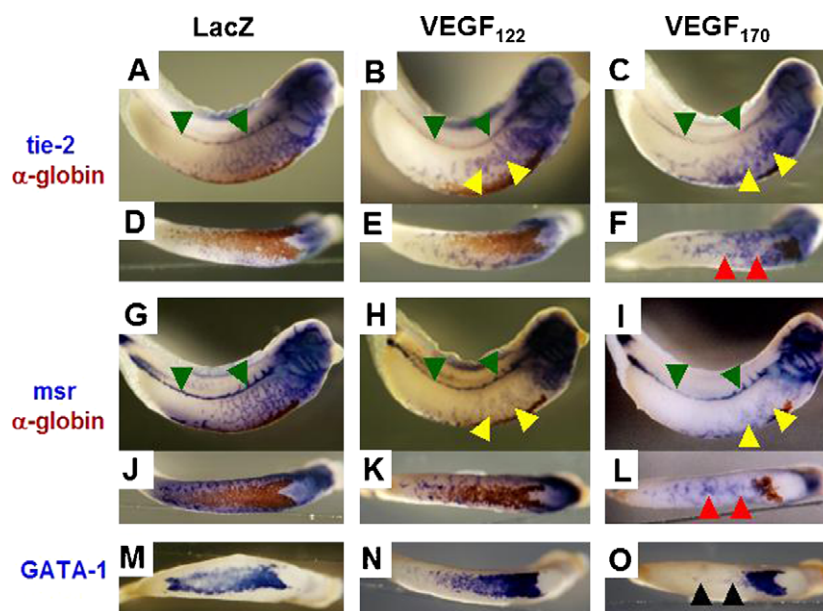 LacZ VEGF122 VEGF170
A B C
tie-2
α-globin
D E F
G H I
msr
α-globin
J K L
M N O
GATA-1